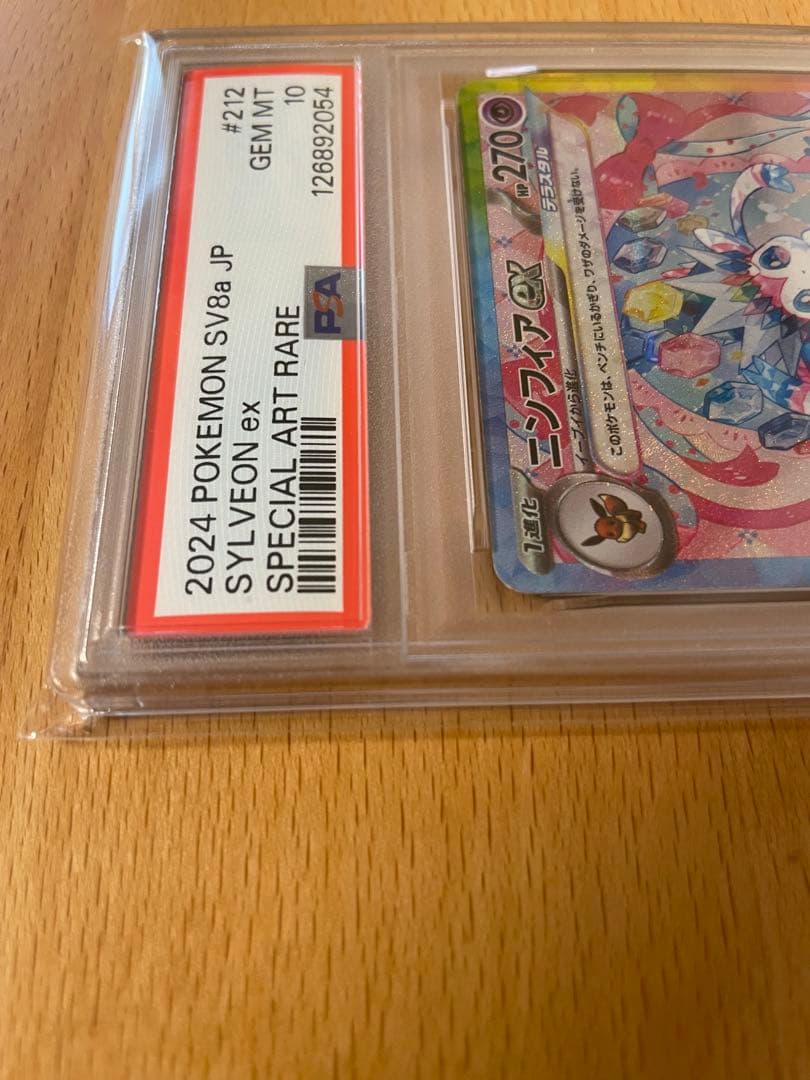 2024 POKEMON SV8a JP #212
SYLVEON ex GEM MT
SPECIAL ART RARE 10
PSA 126892054
1進化 ニンフィアex HP270
イーブイから進化
テラスタル
このポケモンは、ベンチにいるかぎり、ワザのダメージを受けない。